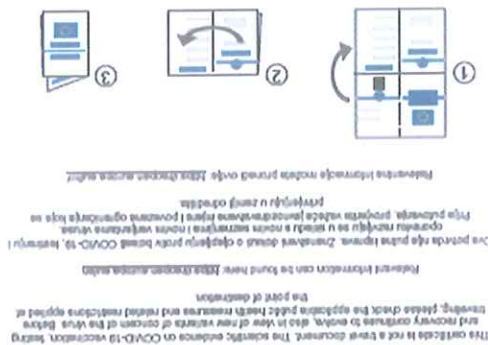 This certificate is not a travel document. The scientific evidence on COVID-19 vaccination, testing
and recovery continues to evolve, also in view of new variants of concern of the virus. Before
traveling, please check the applicable public health measures and related restrictions applied at
the point of destination.
Relevant information can be found here: https://reopen.europa.eu/en
Ova potvrda nije putna isprava. Znanstveni dokazi o cijepljenju protiv bolesti COVID-19, testiranju i
oporavku razvijaju se u skladu s novim saznanjima i novim varijantama virusa.
Prije putovanja, provjerite važeće javnozdravstvene mjere i povezana ograničenja koja se
primjenjuju u zemlji odredišta.
Relevantne informacije možete pronaći ovdje:
1
2
3